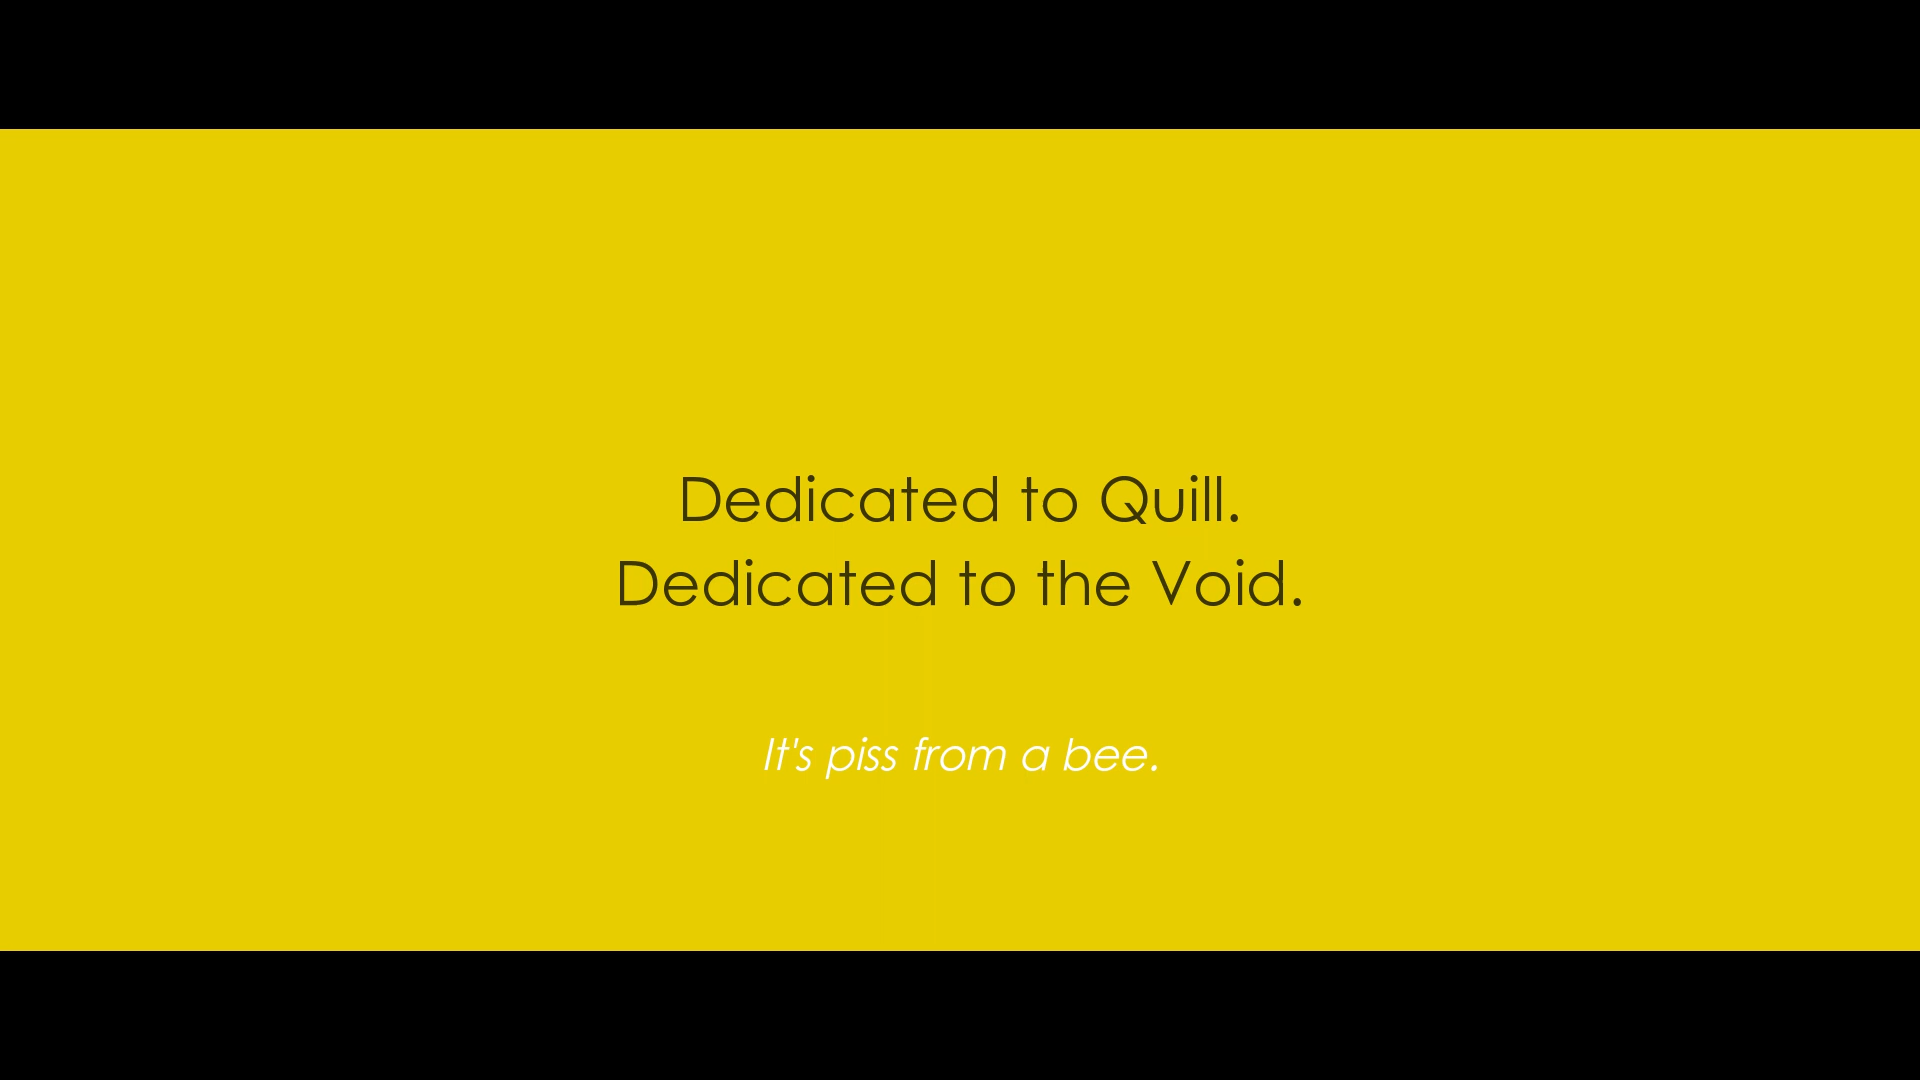 Dedicated to Quill.
Dedicated to the Void.
It's piss from a bee.